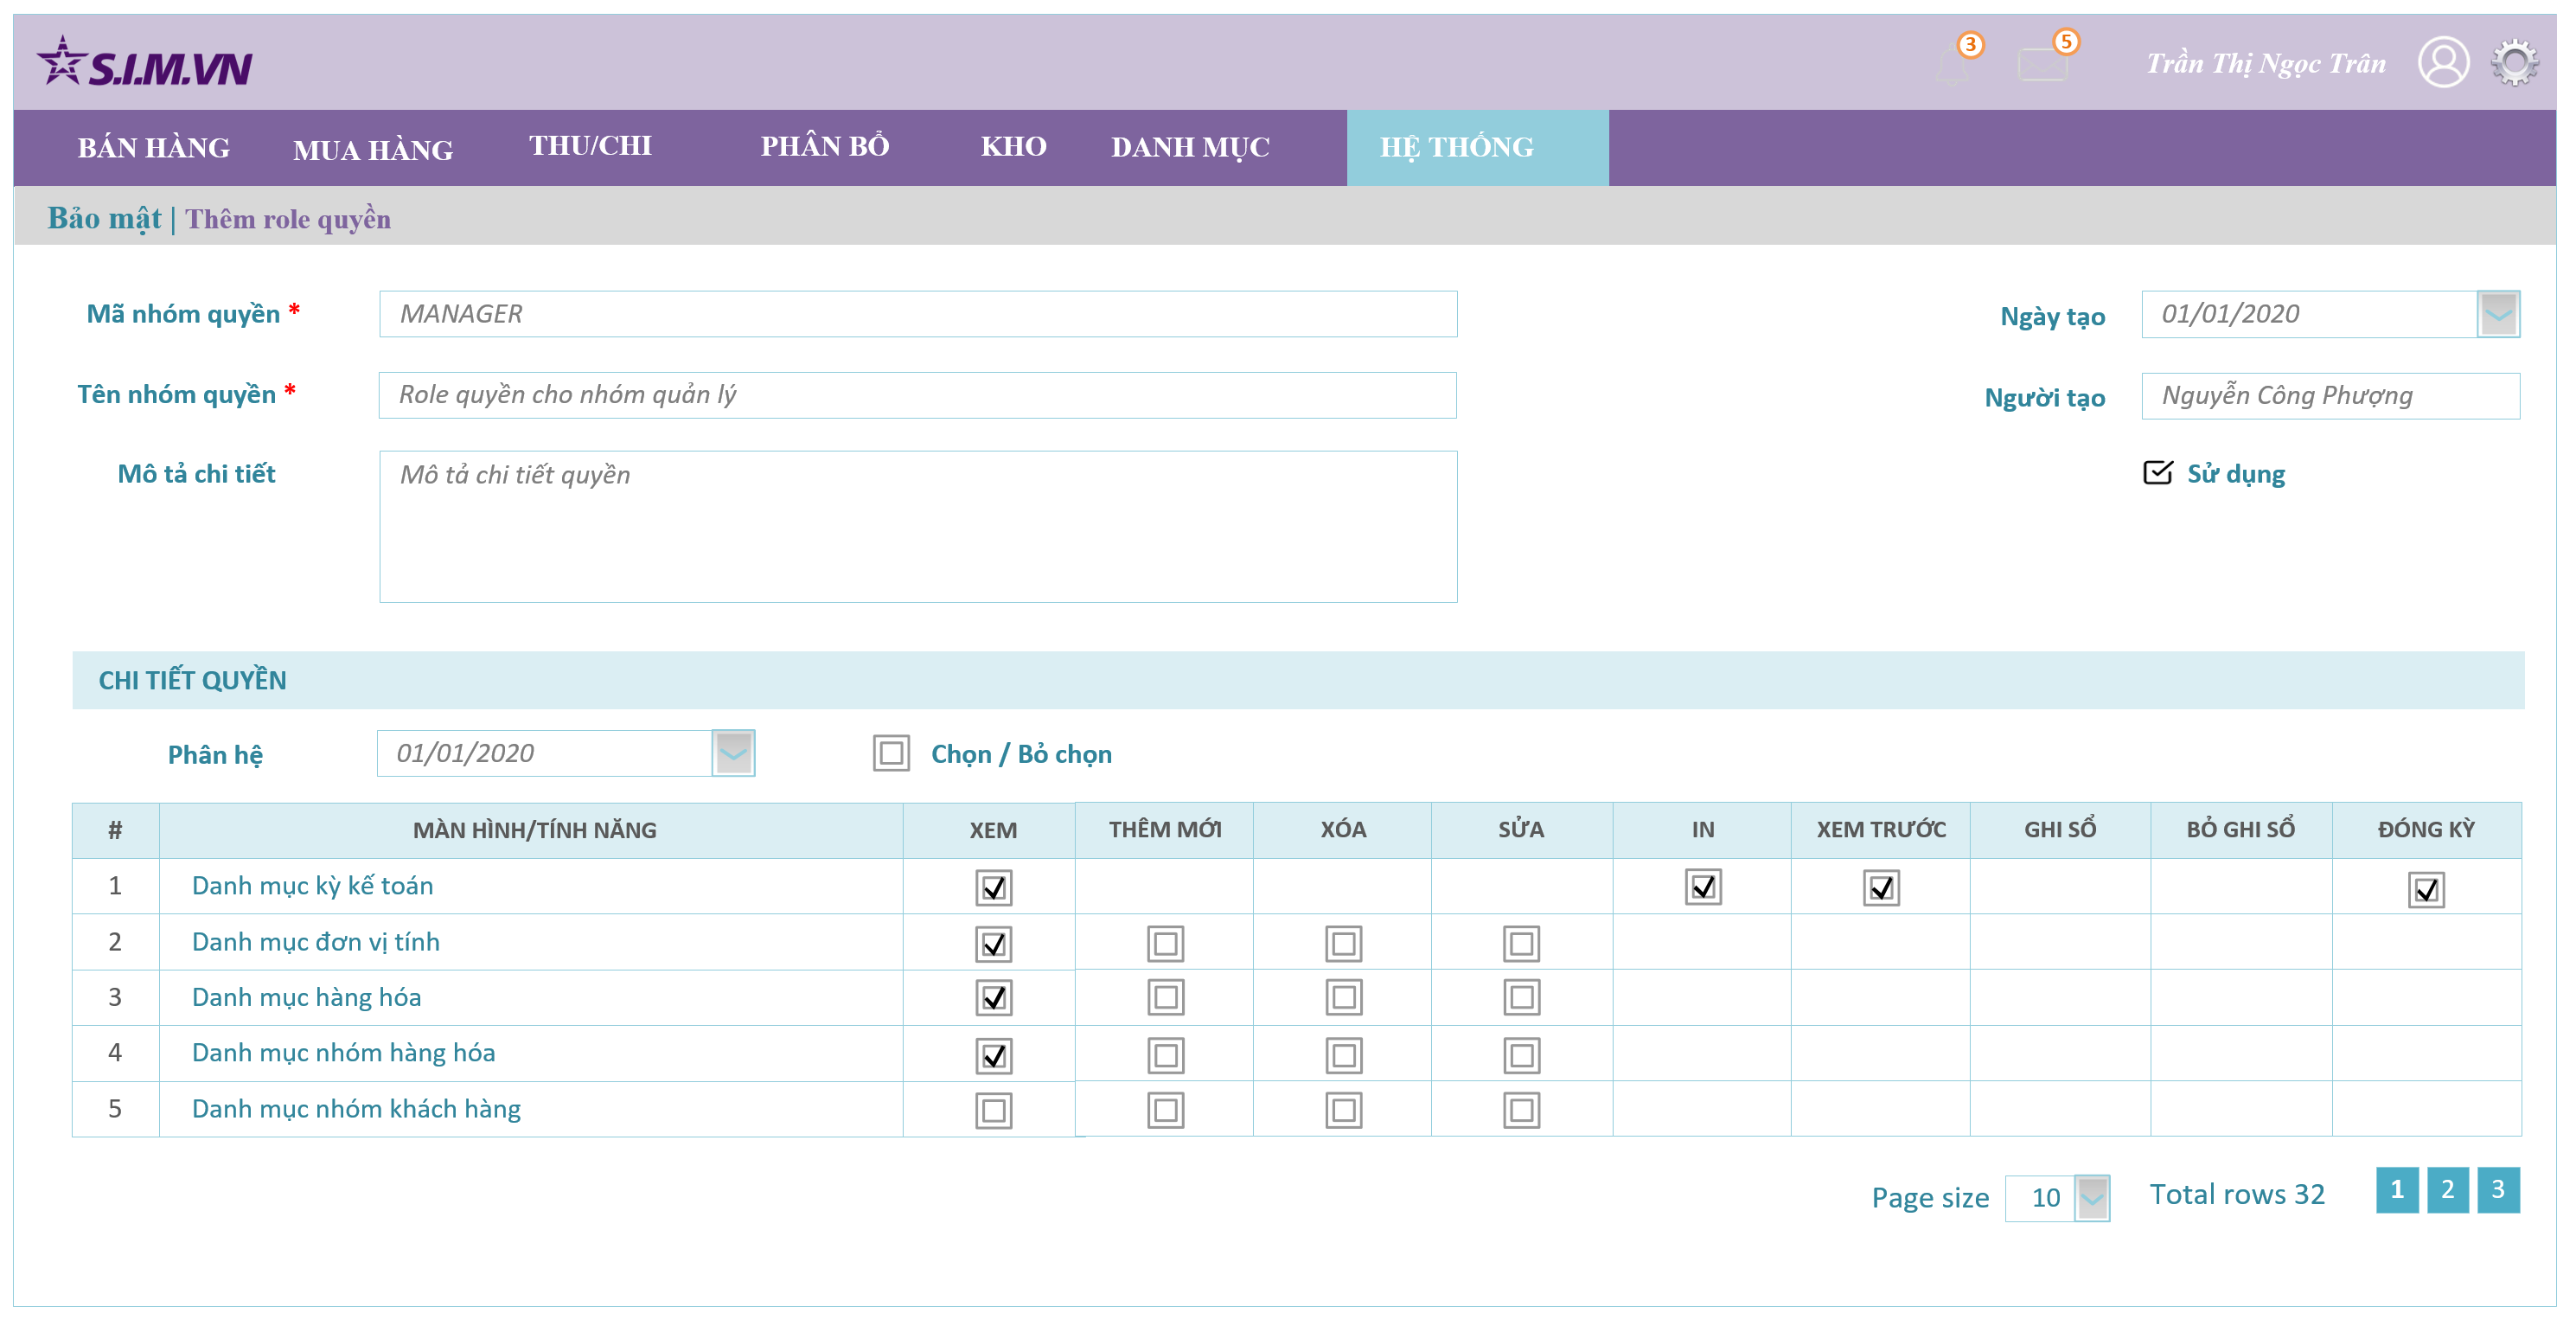 S.I.M.VN
3
5
Trần Thị Ngọc Trân
BÁN HÀNG MUA HÀNG THU/CHI PHÂN BỔ KHO DANH MỤC HỆ THỐNG
Bảo mật | Thêm role quyền
Mã nhóm quyền * MANAGER Ngày tạo 01/01/2020
Tên nhóm quyền * Role quyền cho nhóm quản lý Người tạo Nguyễn Công Phượng
Mô tả chi tiết Mô tả chi tiết quyền Sử dụng
CHI TIẾT QUYỀN
Phân hệ 01/01/2020 Chọn / Bỏ chọn
# MÀN HÌNH/TÍNH NĂNG XEM THÊM MỚI XÓA SỬA IN XEM TRƯỚC GHI SỔ BỎ GHI SỔ ĐÓNG KỲ
1 Danh mục kỳ kế toán
2 Danh mục đơn vị tính
3 Danh mục hàng hóa
4 Danh mục nhóm hàng hóa
5 Danh mục nhóm khách hàng
Page size 10 Total rows 32 1 2 3